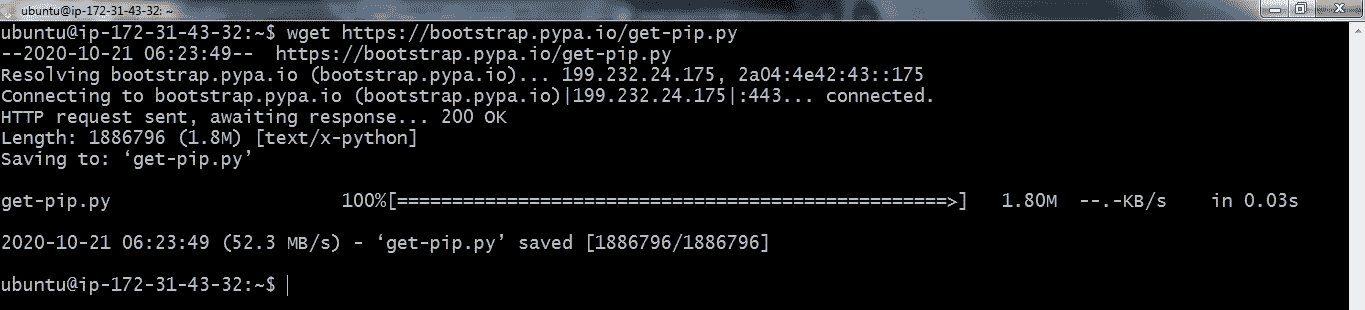 ubuntu@ip-172-31-43-32: ~
ubuntu@ip-172-31-43-32:~$ wget https://bootstrap.pypa.io/get-pip.py
--2020-10-21 06:23:49--  https://bootstrap.pypa.io/get-pip.py
Resolving bootstrap.pypa.io (bootstrap.pypa.io)... 199.232.24.175, 2a04:4e42:43::175
Connecting to bootstrap.pypa.io (bootstrap.pypa.io)|199.232.24.175|:443... connected.
HTTP request sent, awaiting response... 200 OK
Length: 1886796 (1.8M) [text/x-python]
Saving to: ‘get-pip.py’
get-pip.py                     100%[==================================================>]   1.80M  --.-KB/s    in 0.03s
2020-10-21 06:23:49 (52.3 MB/s) - ‘get-pip.py’ saved [1886796/1886796]
ubuntu@ip-172-31-43-32:~$